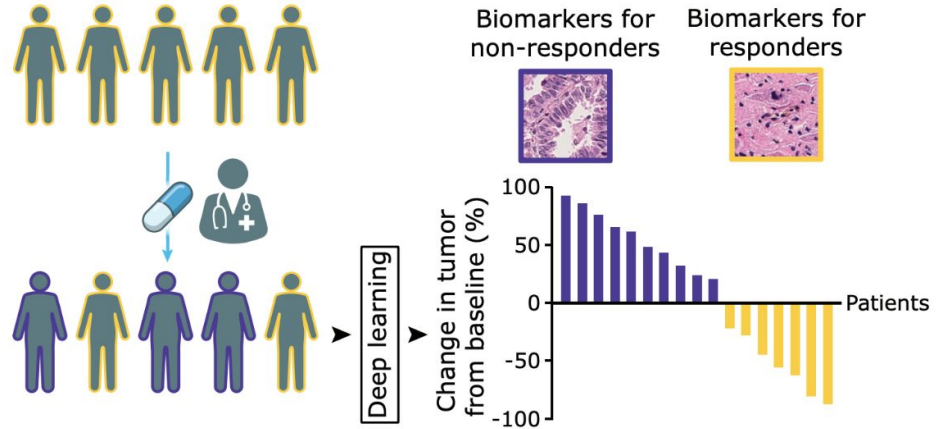 Biomarkers for
non-responders
Biomarkers for
responders
Deep learning
Change in tumor
from baseline (%)
100
50
0
-50
-100
Patients